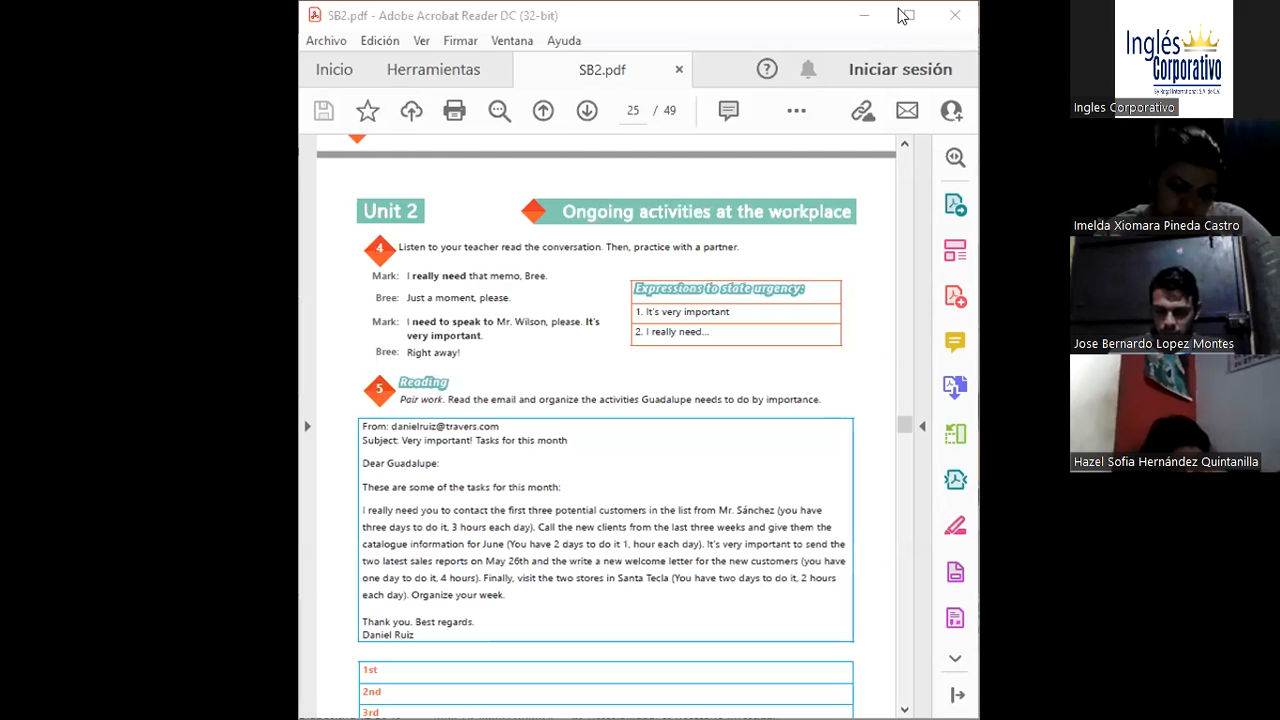 SB2.pdf - Adobe Acrobat Reader DC (32-bit)
Archivo Edición Ver Firmar Ventana Ayuda
Inicio Herramientas SB2.pdf Iniciar sesión
25 / 49
Unit 2
Ongoing activities at the workplace
4 Listen to your teacher read the conversation. Then, practice with a partner.
Mark: I really need that memo, Bree.
Bree: Just a moment, please.
Mark: I need to speak to Mr. Wilson, please. It's
very important.
Bree: Right away!
Expressions to state urgency:
1. It's very important
2. I really need...
5 Reading
Pair work. Read the email and organize the activities Guadalupe needs to do by importance.
From: danielruiz@travers.com
Subject: Very important! Tasks for this month
Dear Guadalupe:
These are some of the tasks for this month:
I really need you to contact the first three potential customers in the list from Mr. Sánchez (you have
three days to do it, 3 hours each day). Call the new clients from the last three weeks and give them the
catalogue information for June (You have 2 days to do it 1, hour each day). It's very important to send the
two latest sales reports on May 26th and the write a new welcome letter for the new customers (you have
one day to do it, 4 hours). Finally, visit the two stores in Santa Tecla (You have two days to do it, 2 hours
each day). Organize your week.
Thank you. Best regards.
Daniel Ruiz
1st
2nd
3rd
Inglés
Corporativo
Ingles Corporativo
Imelda Xiomara Pineda Castro
Jose Bernardo Lopez Montes
Hazel Sofía Hernández Quintanilla